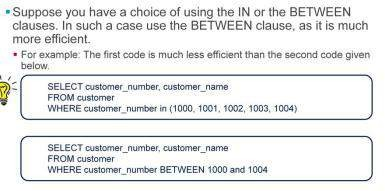 Suppose you have a choice of using the IN or the BETWEEN
clauses. In such a case use the BETWEEN clause, as it is much
more efficient.
For example: The first code is much less efficient than the second code given
below.
SELECT customer_number, customer_name
FROM customer
WHERE customer_number in (1000, 1001, 1002, 1003, 1004)
SELECT customer_number, customer_name
FROM customer
WHERE customer_number BETWEEN 1000 and 1004